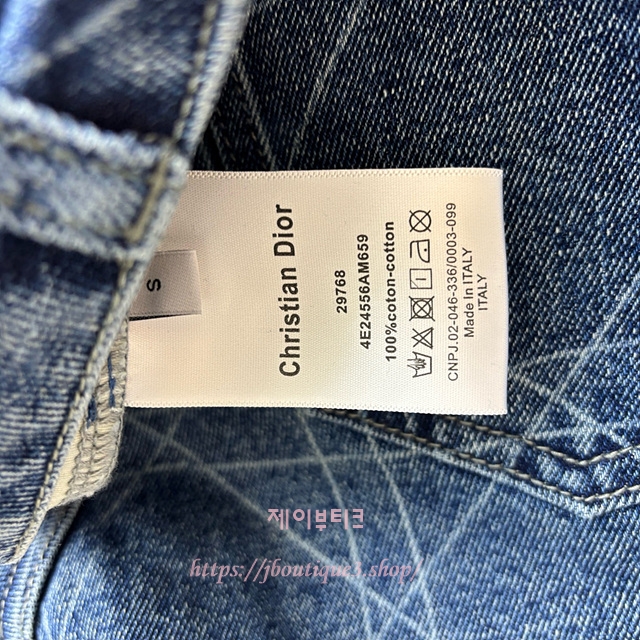 S
Christian Dior
29768
4E24556AM659
100%coton-cotton
CNPJ.02-046-336/0003-099
Made In ITALY
ITALY
제이부티크
https://jboutique3.shop/